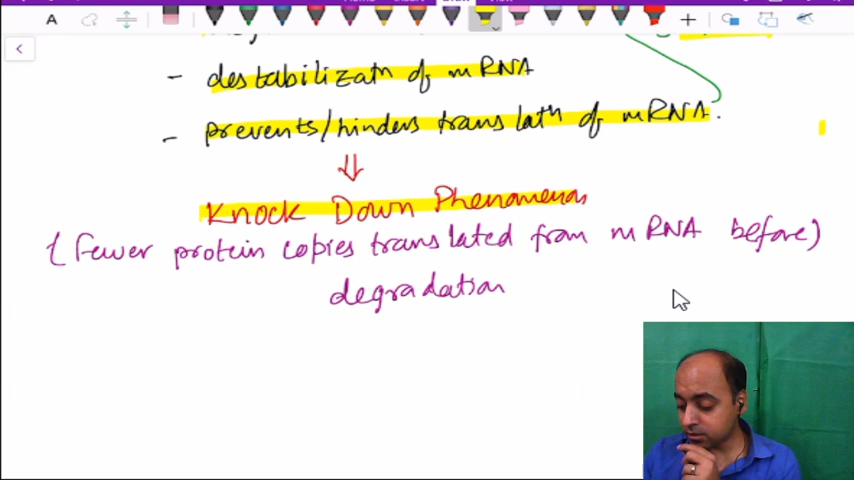 A
- destabilizatn of mRNA
- prevents/hinders translatn of mRNA.
⇓
Knock Down Phenomenon
(Fewer protein copies translated from mRNA before)
degradation